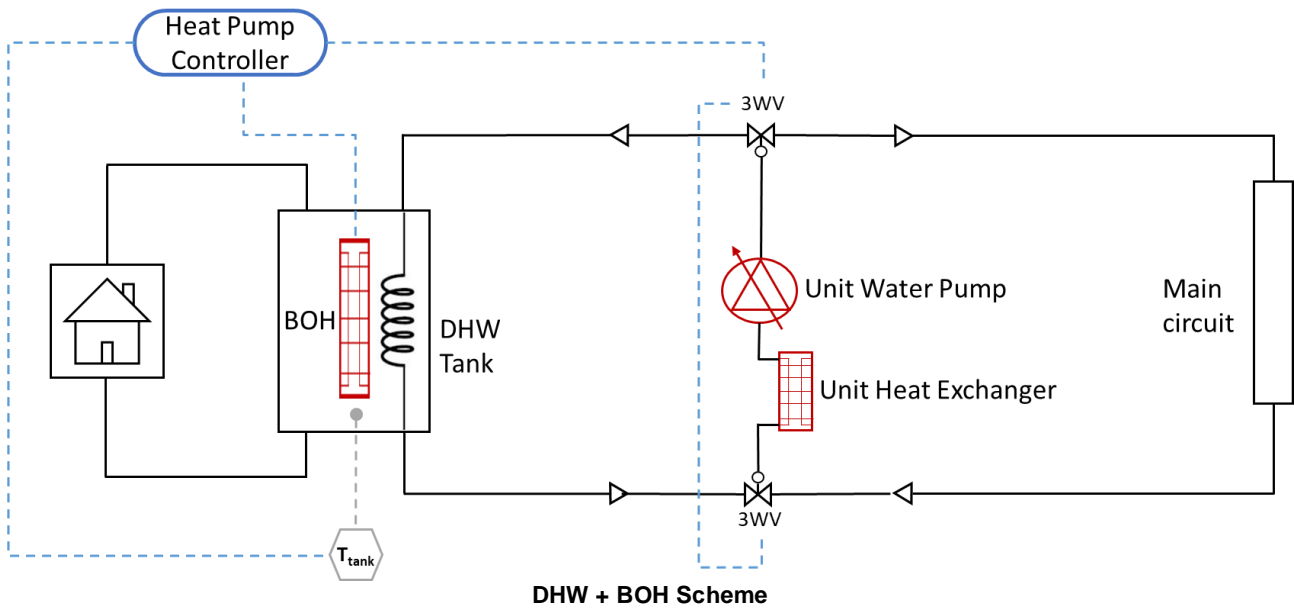 Heat Pump
Controller
3WV
BOH
DHW
Tank
Unit Water Pump
Main
circuit
Unit Heat Exchanger
3WV
Ttank
DHW + BOH Scheme